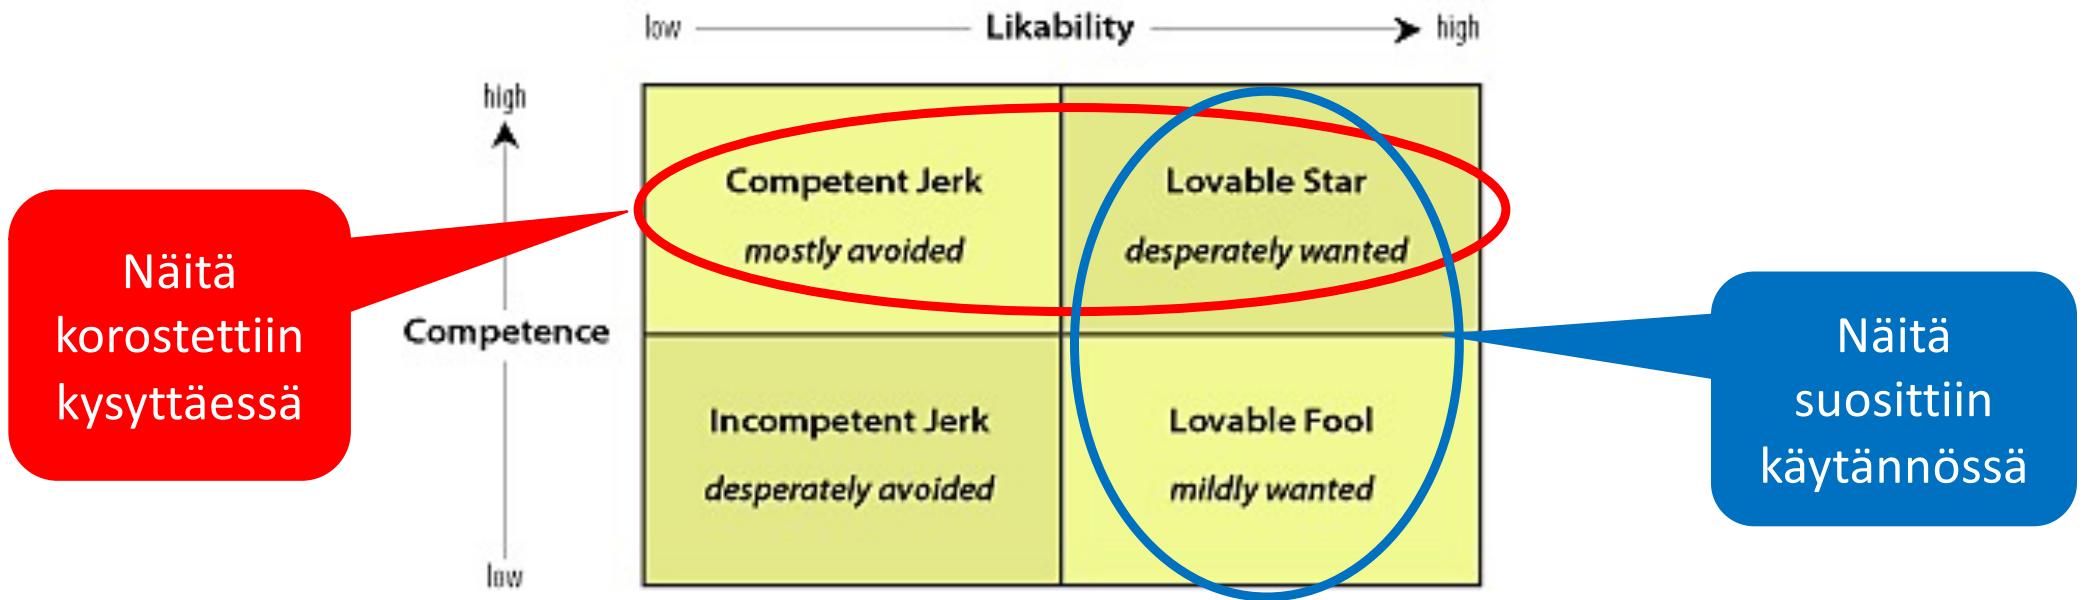 low Likability high
high
Competent Jerk
mostly avoided
Lovable Star
desperately wanted
Näitä
korostettiin
kysyttäessä
Competence
Näitä
suosittiin
käytännössä
Incompetent Jerk
desperately avoided
Lovable Fool
mildly wanted
low